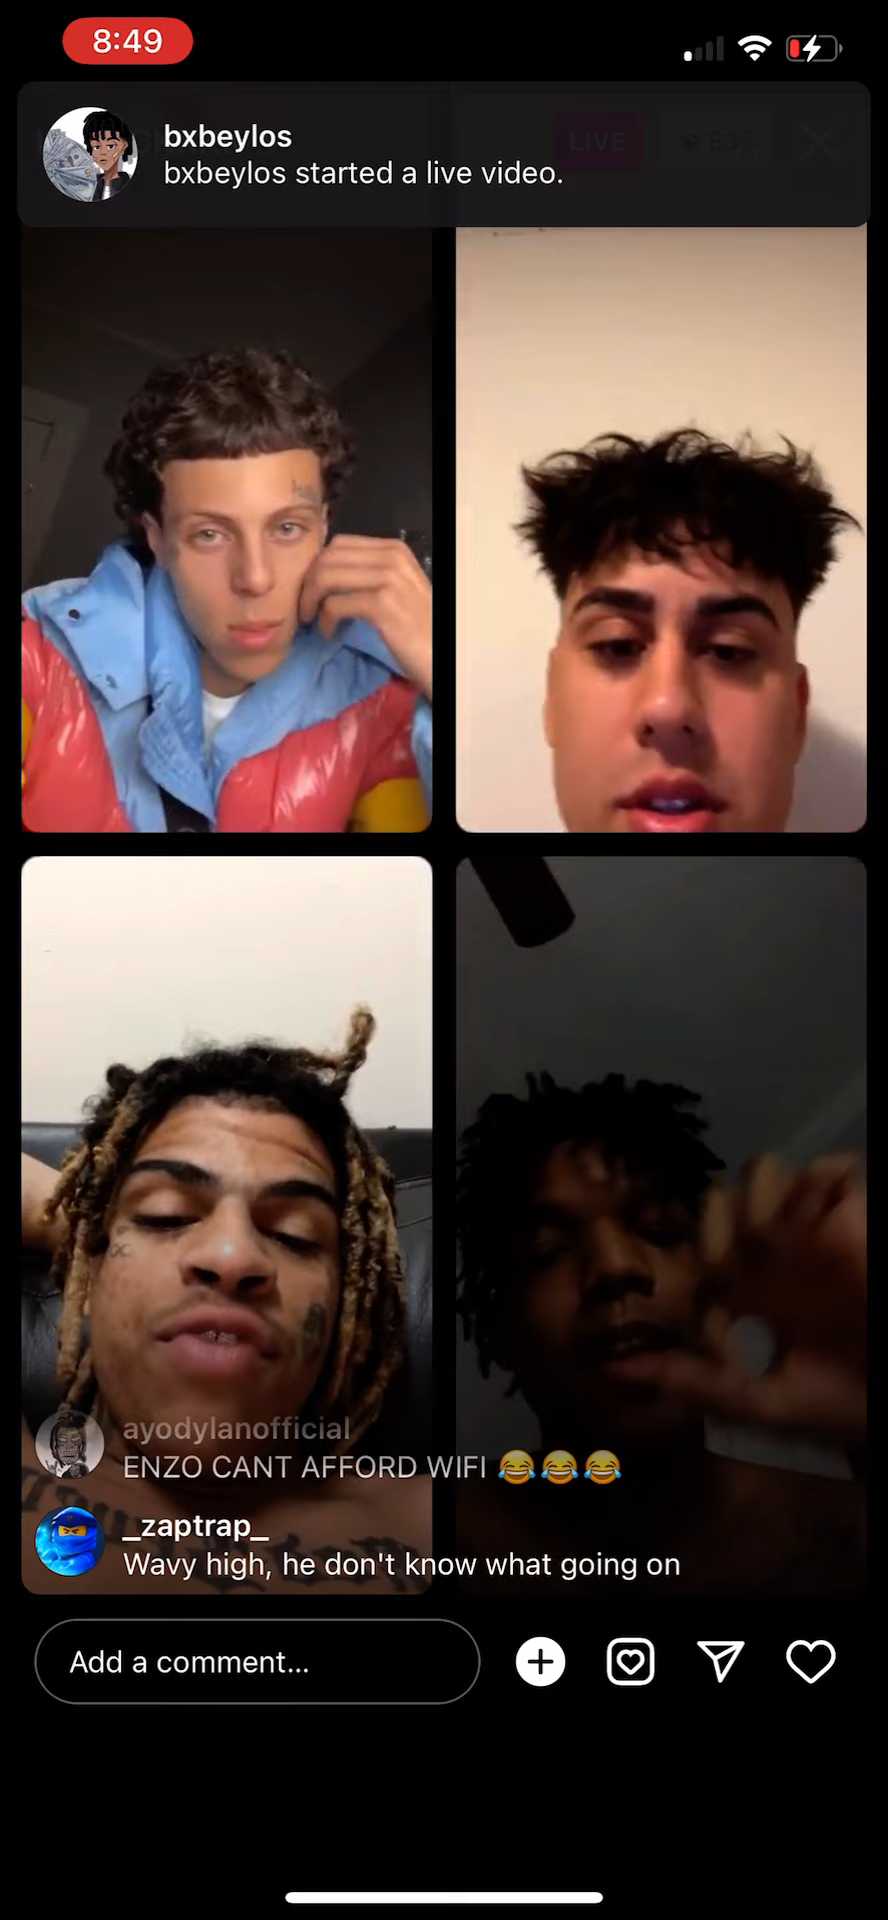 8:49
bxbeylos
bxbeylos started a live video.
LIVE
ayodylanofficial
ENZO CANT AFFORD WIFI 😂😂😂
_zaptrap_
Wavy high, he don't know what going on
Add a comment...